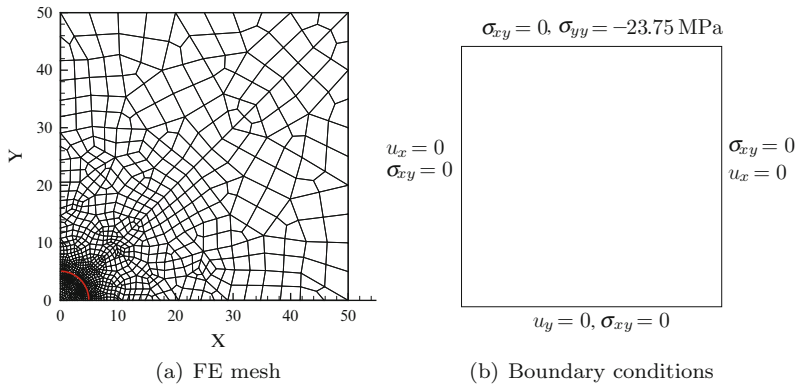 50
40
30
20
10
0
Y
0 10 20 30 40 50
X
(a) FE mesh
σxy = 0, σyy = −23.75 MPa
ux = 0
σxy = 0
σxy = 0
ux = 0
uy = 0, σxy = 0
(b) Boundary conditions